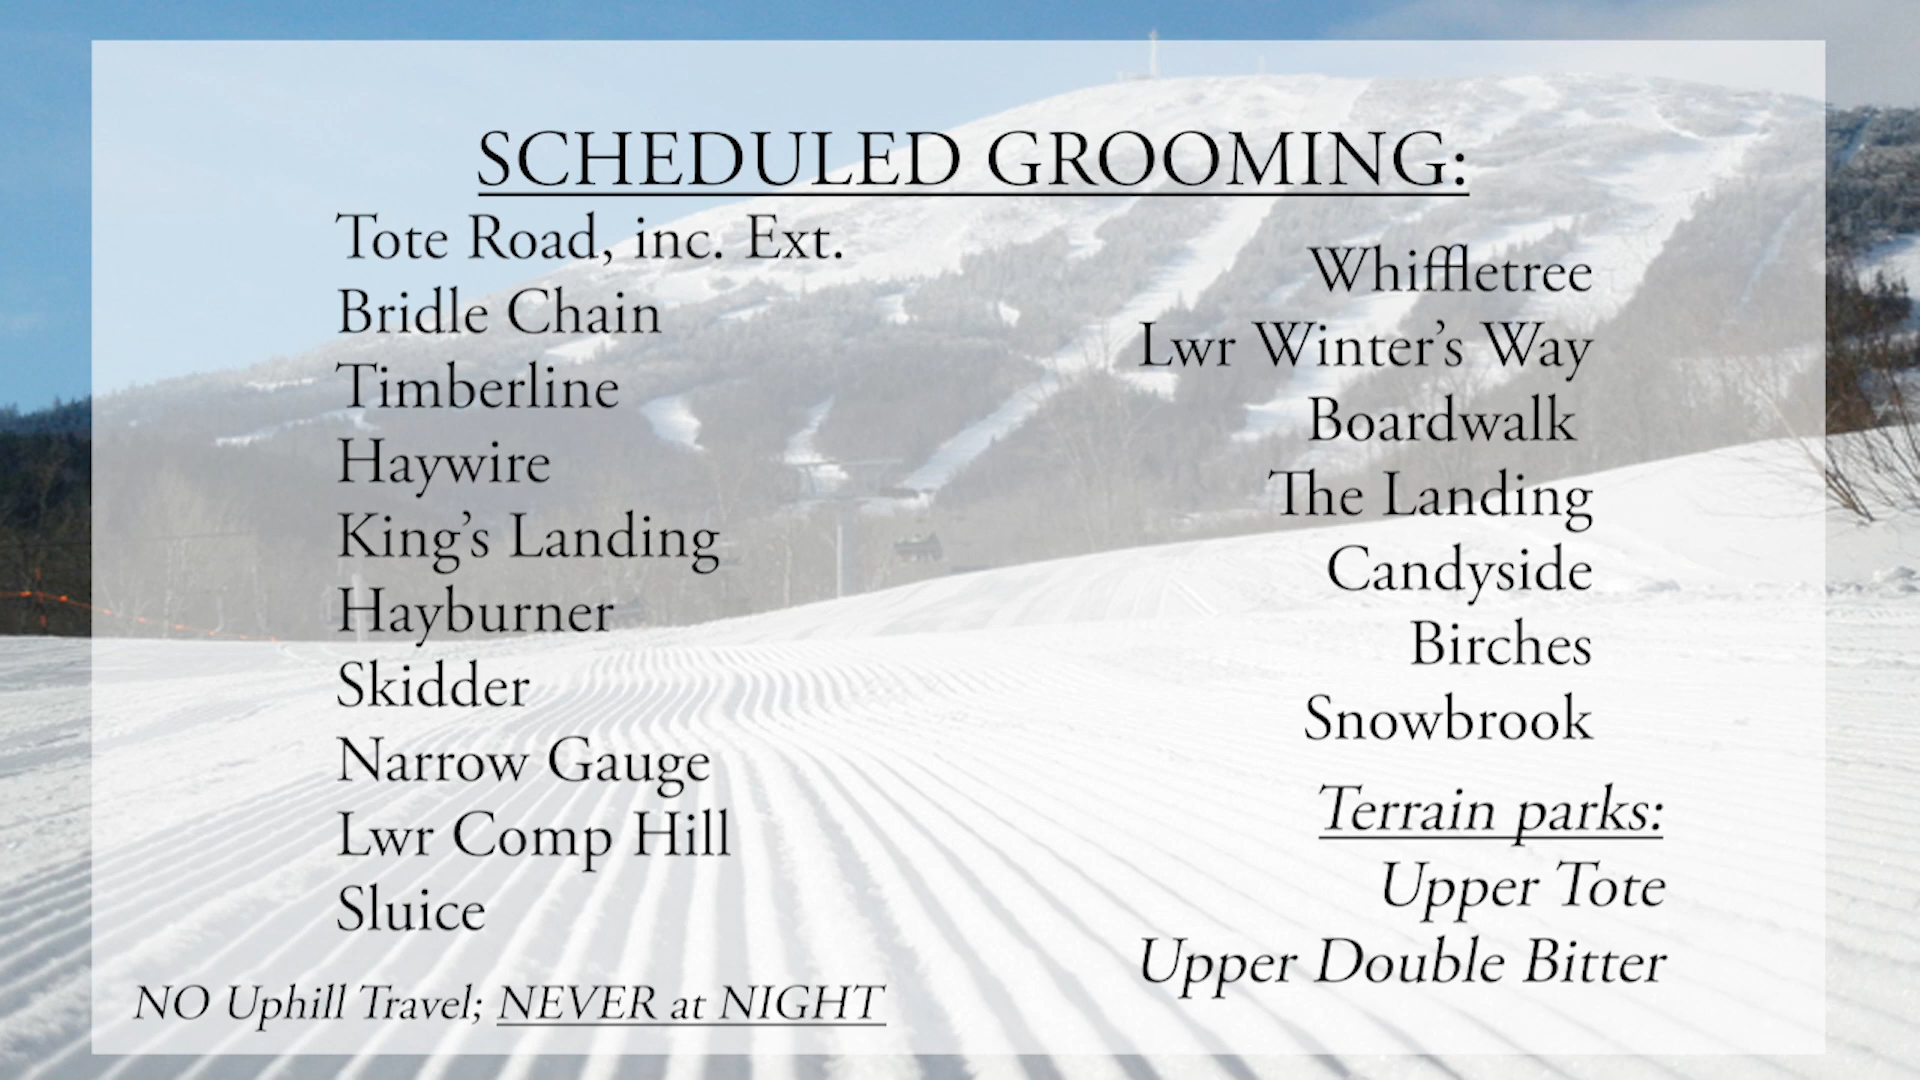 SCHEDULED GROOMING:
Tote Road, inc. Ext.
Bridle Chain
Timberline
Haywire
King’s Landing
Hayburner
Skidder
Narrow Gauge
Lwr Comp Hill
Sluice
NO Uphill Travel; NEVER at NIGHT
Whiffletree
Lwr Winter’s Way
Boardwalk
The Landing
Candyside
Birches
Snowbrook
Terrain parks:
Upper Tote
Upper Double Bitter